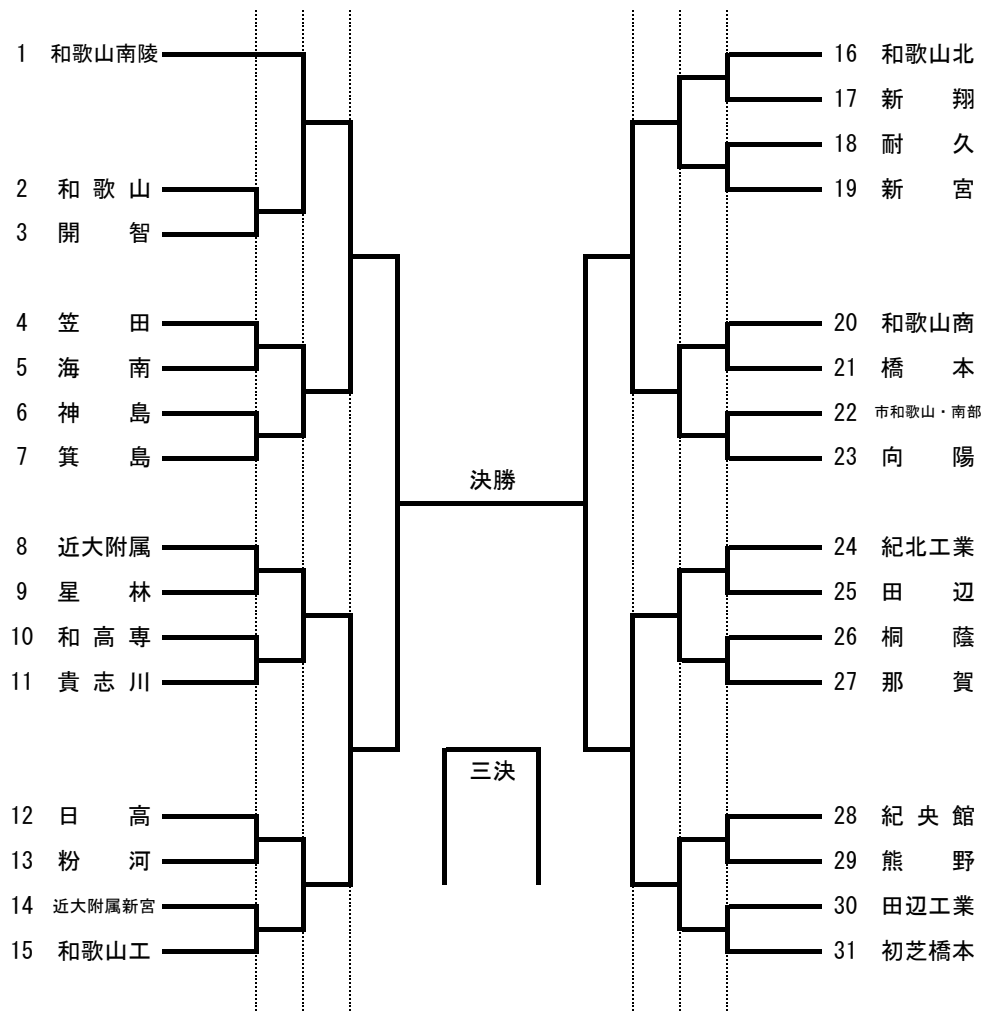 1 和歌山南陵
2 和歌山
3 開智
4 笠田
5 海南
6 神島
7 箕島
8 近大附属
9 星林
10 和高専
11 貴志川
12 日高
13 粉河
14 近大附属新宮
15 和歌山工
決勝
三決
16 和歌山北
17 新翔
18 耐久
19 新宮
20 和歌山商
21 橋本
22 市和歌山・南部
23 向陽
24 紀北工業
25 田辺
26 桐蔭
27 那賀
28 紀央館
29 熊野
30 田辺工業
31 初芝橋本